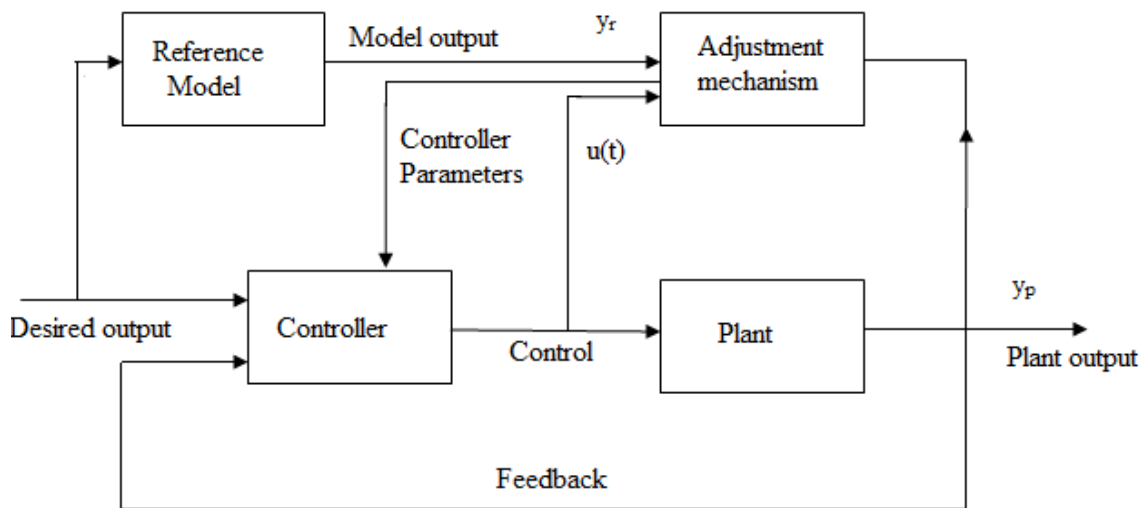 Reference
Model
Model output
yr
Adjustment
mechanism
Controller
Parameters
u(t)
Desired output
Controller
Control
Plant
yp
Plant output
Feedback